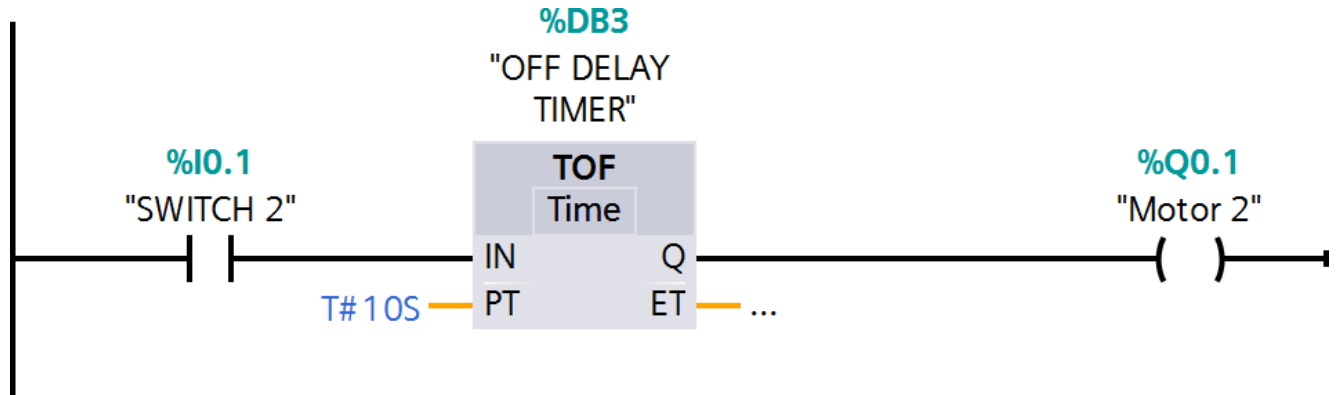 %DB3
"OFF DELAY
TIMER"
%I0.1
"SWITCH 2"
TOF
Time
%Q0.1
"Motor 2"
IN
Q
T#10S
PT
ET
...